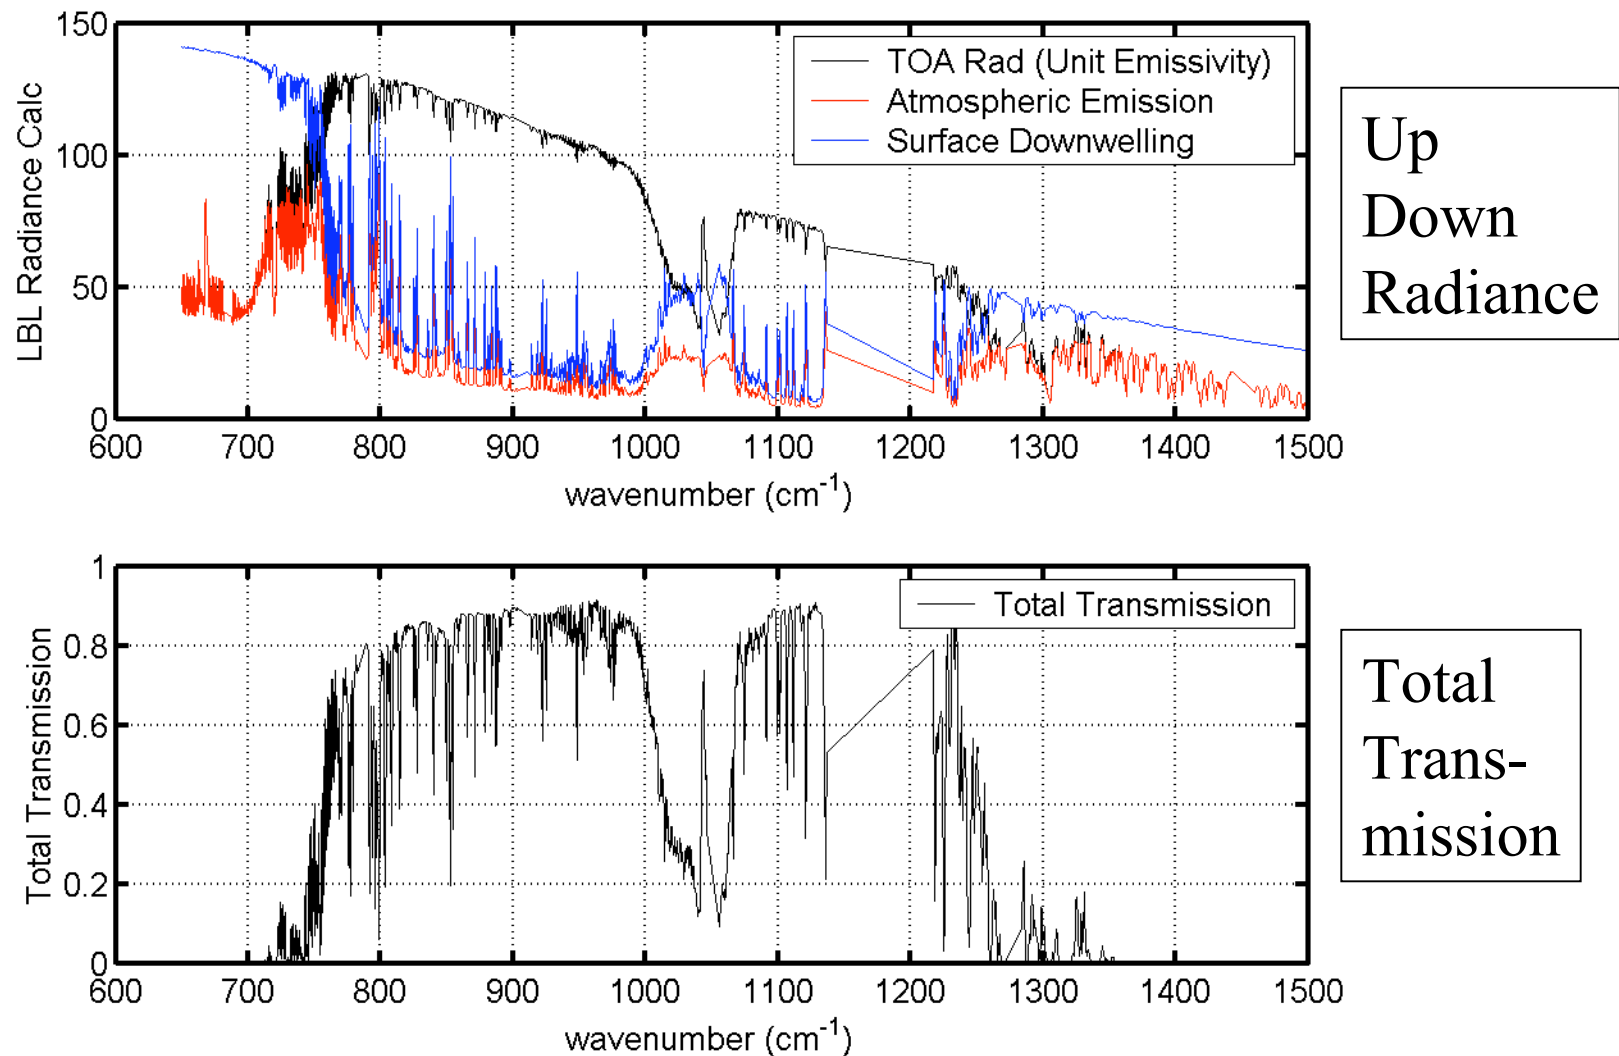 150
100
50
0
LBL Radiance Calc
TOA Rad (Unit Emissivity)
Atmospheric Emission
Surface Downwelling
600 700 800 900 1000 1100 1200 1300 1400 1500
wavenumber (cm⁻¹)
Up
Down
Radiance
1
0.8
0.6
0.4
0.2
0
Total Transmission
Total Transmission
600 700 800 900 1000 1100 1200 1300 1400 1500
wavenumber (cm⁻¹)
Total
Trans-
mission